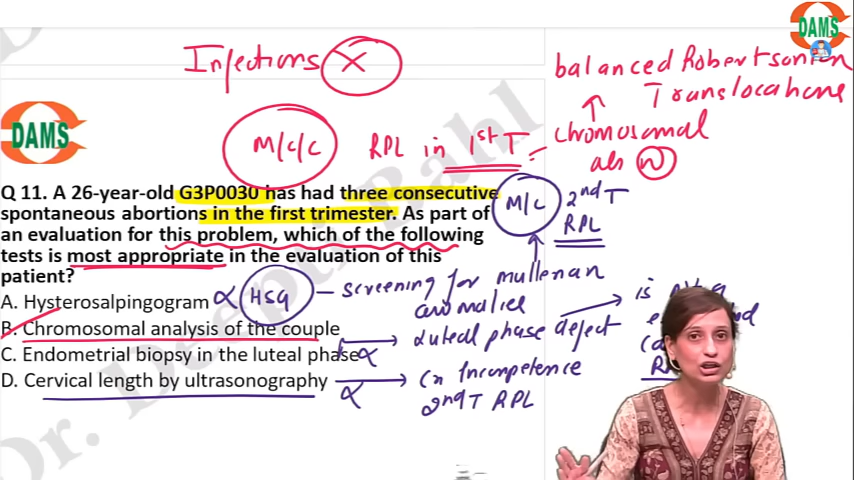 Infections X
balanced Robertsonian
Translocations
DAMS
DAMS
M/C/C RPL in 1st T
chromosomal
abn
Q 11. A 26-year-old G3P0030 has had three consecutive
spontaneous abortions in the first trimester. As part of
an evaluation for this problem, which of the following
tests is most appropriate in the evaluation of this
patient?
M/C 2nd T
RPL
A. Hysterosalpingogram
HSG – screening for mullerian
anomalies
B. Chromosomal analysis of the couple
C. Endometrial biopsy in the luteal phase
Luteal phase defect
is
D. Cervical length by ultrasonography
Cx Incompetence
2nd T RPL
Dr. Deepti Bahl